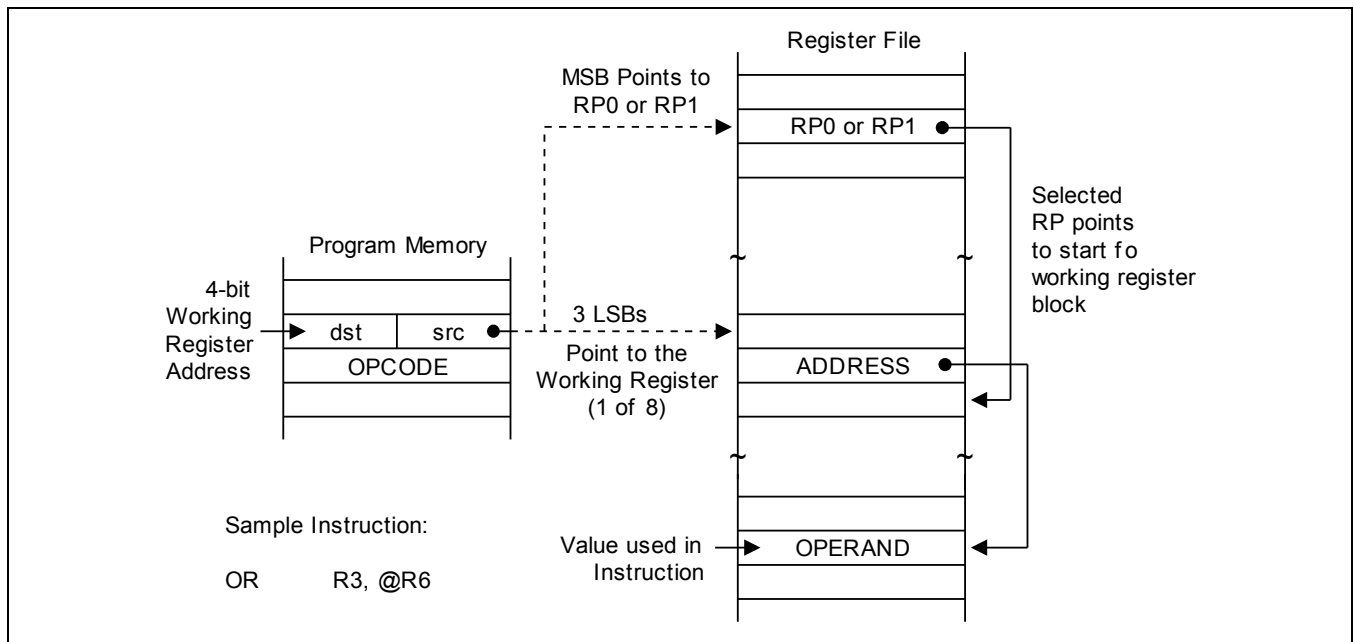 Register File
MSB Points to
RP0 or RP1
RP0 or RP1
Selected
RP points
to start fo
working register
block
Program Memory
4-bit
Working
Register
Address
dst
src
OPCODE
3 LSBs
Point to the
Working Register
(1 of 8)
ADDRESS
Sample Instruction:
OR R3, @R6
Value used in
Instruction
OPERAND